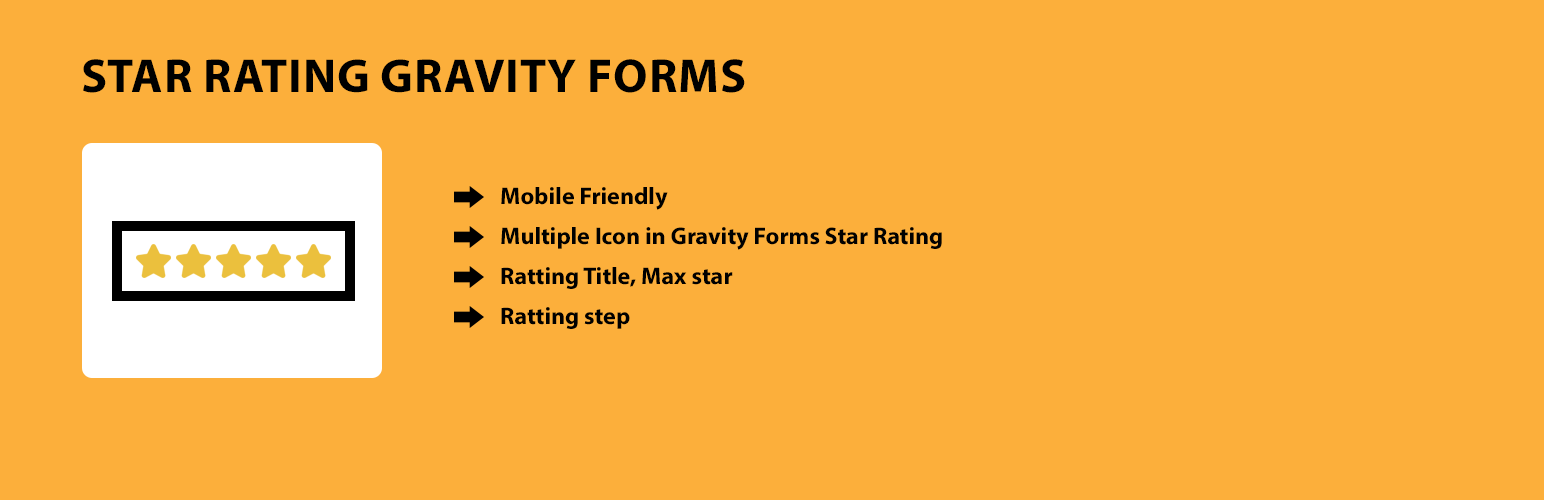 STAR RATING GRAVITY FORMS
Mobile Friendly
Multiple Icon in Gravity Forms Star Rating
Ratting Title, Max star
Ratting step